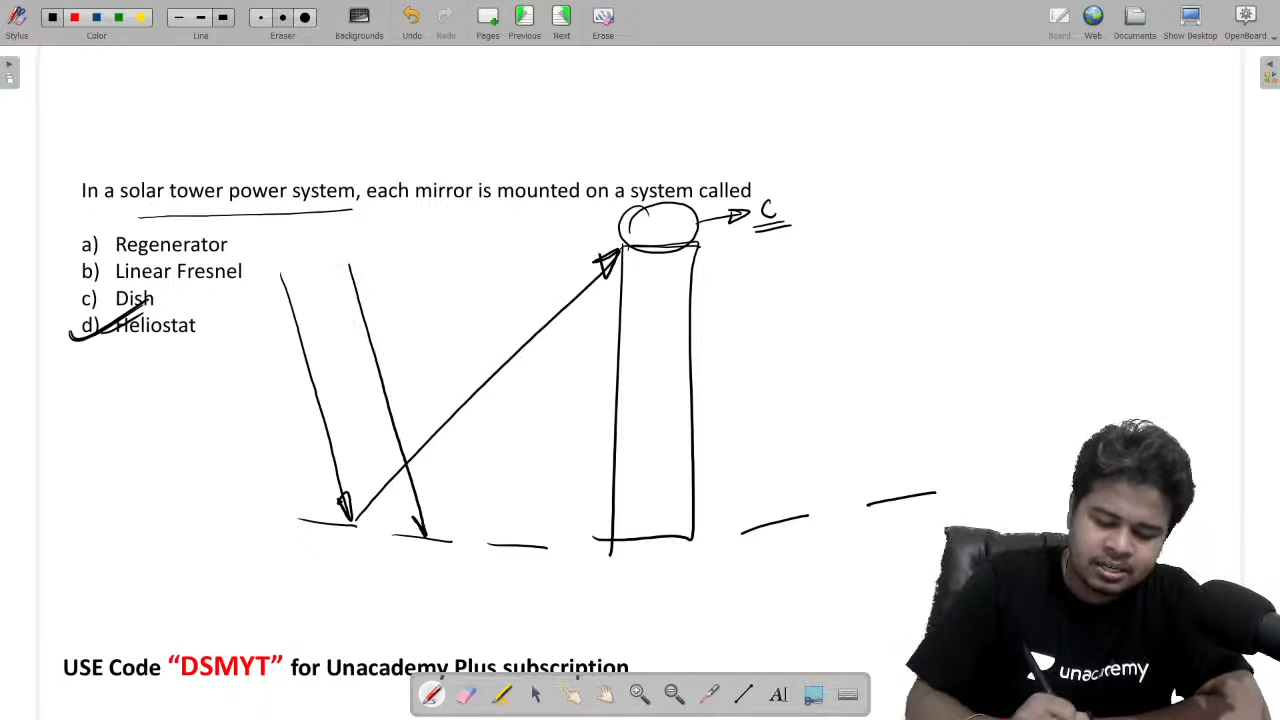 Stylus
Color
Line
Eraser
Backgrounds
Undo
Redo
Pages
Previous
Next
Erase
Board
Web
Documents
Show Desktop
OpenBoard
In a solar tower power system, each mirror is mounted on a system called
C
a) Regenerator
b) Linear Fresnel
c) Dish
d) Heliostat
unacademy
USE Code “DSMYT” for Unacademy Plus subscription
AI